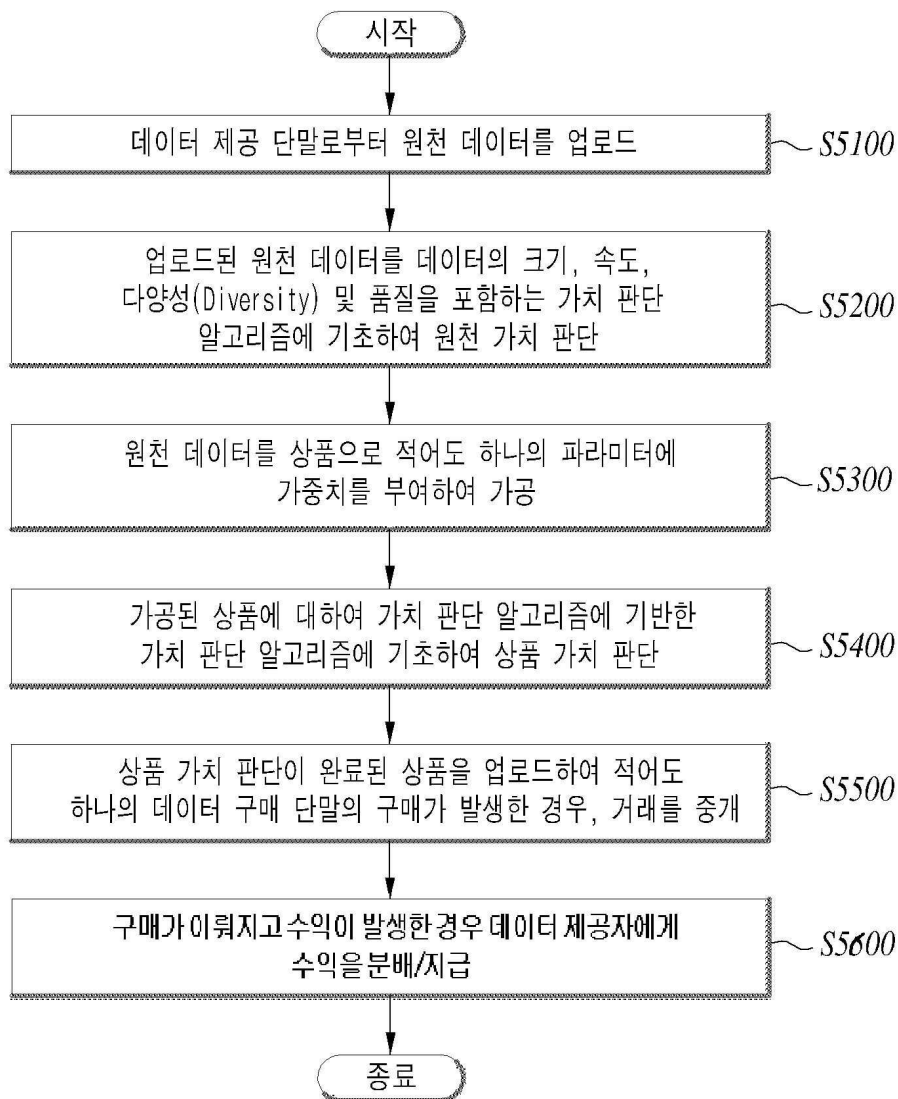 시작
데이터 제공 단말로부터 원천 데이터를 업로드
S5100
업로드된 원천 데이터를 데이터의 크기, 속도,
다양성(Diversity) 및 품질을 포함하는 가치 판단
알고리즘에 기초하여 원천 가치 판단
S5200
원천 데이터를 상품으로 적어도 하나의 파라미터에
가중치를 부여하여 가공
S5300
가공된 상품에 대하여 가치 판단 알고리즘에 기반한
가치 판단 알고리즘에 기초하여 상품 가치 판단
S5400
상품 가치 판단이 완료된 상품을 업로드하여 적어도
하나의 데이터 구매 단말의 구매가 발생한 경우, 거래를 중개
S5500
구매가 이뤄지고 수익이 발생한 경우 데이터 제공자에게
수익을 분배/지급
S5600
종료